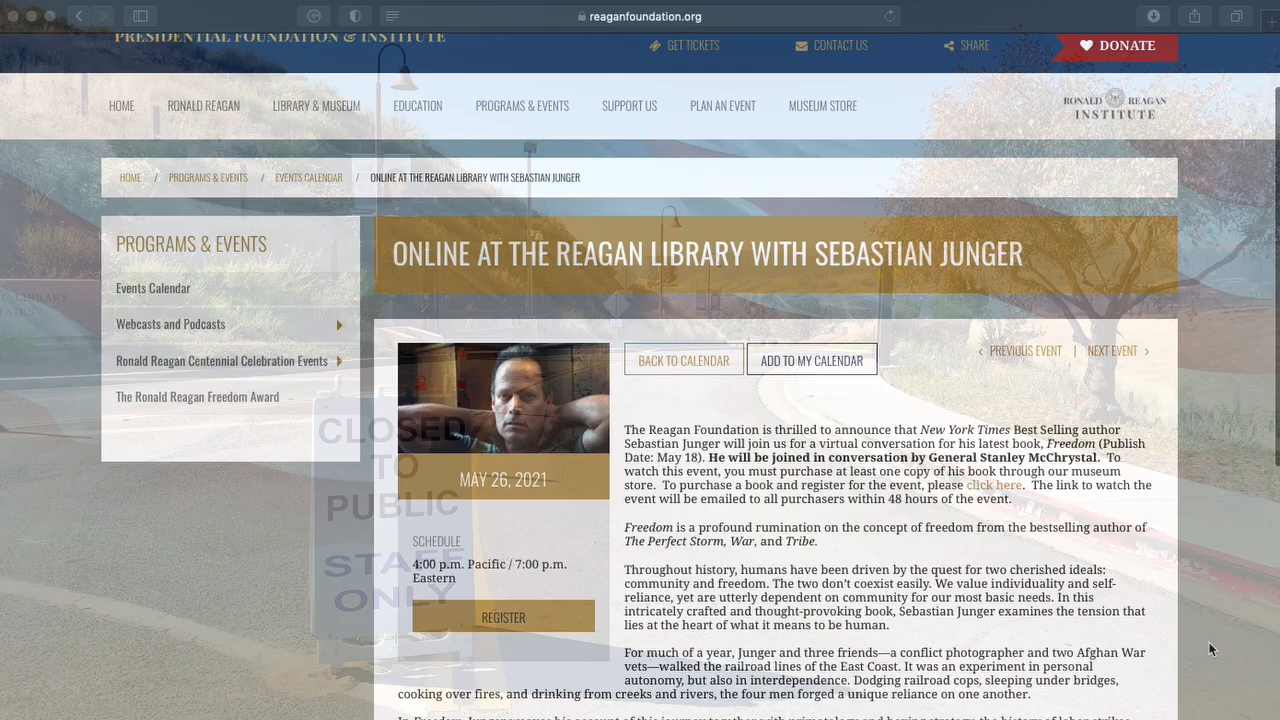 reaganfoundation.org
PRESIDENTIAL FOUNDATION & INSTITUTE
GET TICKETS
CONTACT US
SHARE
DONATE
HOME
RONALD REAGAN
LIBRARY & MUSEUM
EDUCATION
PROGRAMS & EVENTS
SUPPORT US
PLAN AN EVENT
MUSEUM STORE
RONALD REAGAN
INSTITUTE
HOME / PROGRAMS & EVENTS / EVENTS CALENDAR / ONLINE AT THE REAGAN LIBRARY WITH SEBASTIAN JUNGER
PROGRAMS & EVENTS
Events Calendar
Webcasts and Podcasts
Ronald Reagan Centennial Celebration Events
The Ronald Reagan Freedom Award
ONLINE AT THE REAGAN LIBRARY WITH SEBASTIAN JUNGER
MAY 26, 2021
SCHEDULE
4:00 p.m. Pacific / 7:00 p.m.
Eastern
REGISTER
BACK TO CALENDAR
ADD TO MY CALENDAR
‹ PREVIOUS EVENT | NEXT EVENT ›
The Reagan Foundation is thrilled to announce that New York Times Best Selling author
Sebastian Junger will join us for a virtual conversation for his latest book, Freedom (Publish
Date: May 18). He will be joined in conversation by General Stanley McChrystal. To
watch this event, you must purchase at least one copy of his book through our museum
store. To purchase a book and register for the event, please click here. The link to watch the
event will be emailed to all purchasers within 48 hours of the event.
Freedom is a profound rumination on the concept of freedom from the bestselling author of
The Perfect Storm, War, and Tribe.
Throughout history, humans have been driven by the quest for two cherished ideals:
community and freedom. The two don't coexist easily. We value individuality and self-
reliance, yet are utterly dependent on community for our most basic needs. In this
intricately crafted and thought-provoking book, Sebastian Junger examines the tension that
lies at the heart of what it means to be human.
For much of a year, Junger and three friends—a conflict photographer and two Afghan War
vets—walked the railroad lines of the East Coast. It was an experiment in personal
autonomy, but also in interdependence. Dodging railroad cops, sleeping under bridges,
cooking over fires, and drinking from creeks and rivers, the four men forged a unique reliance on one another.
CLOSED
TO
PUBLIC
STAFF
ONLY